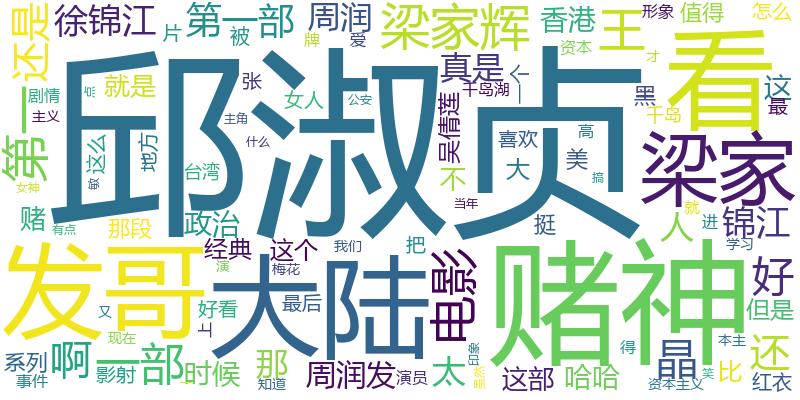 徐锦江
片
第一部
被
周润
爱
梁家辉
香港
王
形象
值得
怎么
还是
剧情
主义
点
就是
张
牌
真是
资本
才
看
邱淑贞
女人
公安
千岛湖
黑
千岛
这
最
第一
这么
地方
主角
什么
吴倩莲
喜欢
高
美
大
搞
梁家
女神
敏
台湾
不
赌
有点
那段
政治
当年
挺
人
就
进
锦江
发哥
经典
这个
我们
把
电影
赌神
学习
好
大陆
演
梅花
好看
最后
上
又
现在
但是
系列
事件
啊
一部
影射
时候
那
知道
周润发
演员
太
印象
虽然
这部
哈哈
得
晶
本主
比
还
资本主义
笑
红衣